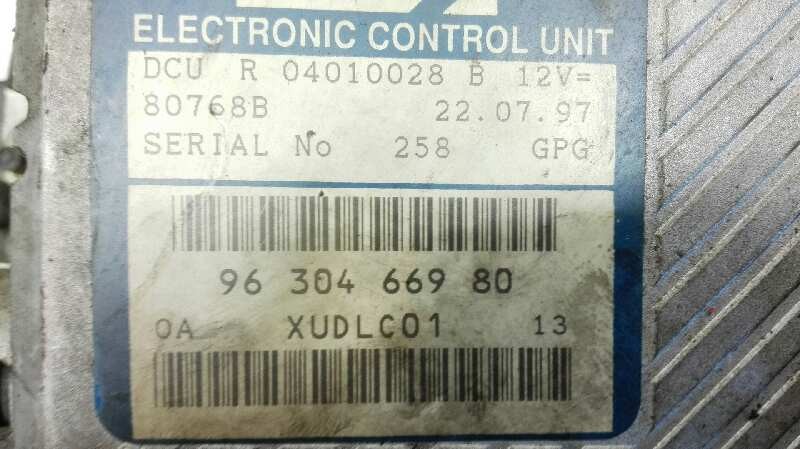 ELECTRONIC CONTROL UNIT
DCU R 04010028 B 12V=
80768B 22.07.97
SERIAL No 258 GPG
96 304 669 80
0A XUDLC01 13